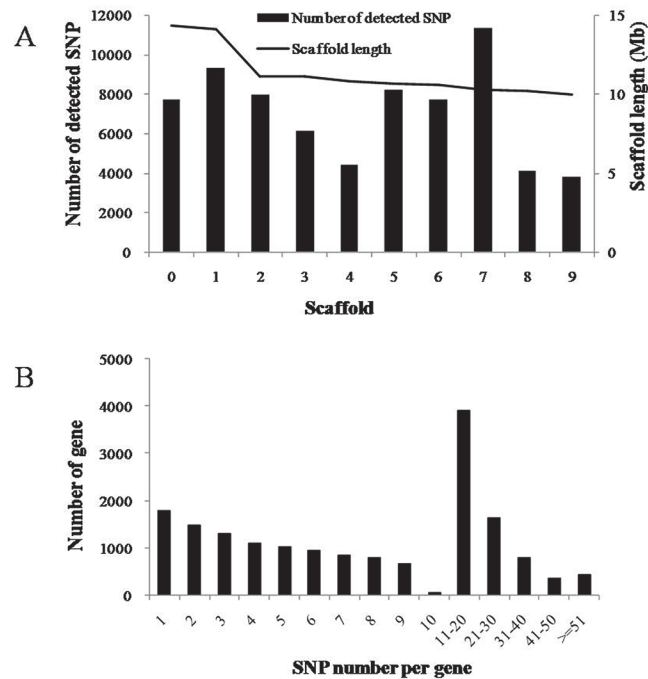 A
Number of detected SNP
Scaffold length
Number of detected SNP
12000
10000
8000
6000
4000
2000
0
15
10
5
0
Scaffold length (Mb)
0 1 2 3 4 5 6 7 8 9
Scaffold
B
Number of gene
5000
4000
3000
2000
1000
0
1 2 3 4 5 6 7 8 9 10 11-20 21-30 31-40 41-50 >=51
SNP number per gene